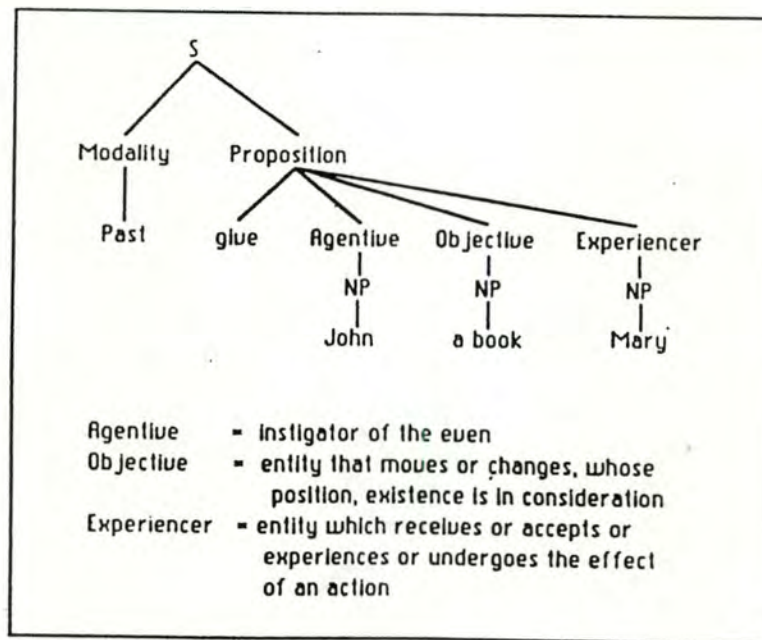 S
Modality Proposition
Past give Agentive Objective Experiencer
NP NP NP
John a book Mary
Agentive = instigator of the even
Objective = entity that moves or changes, whose
position, existence is in consideration
Experiencer = entity which receives or accepts or
experiences or undergoes the effect
of an action